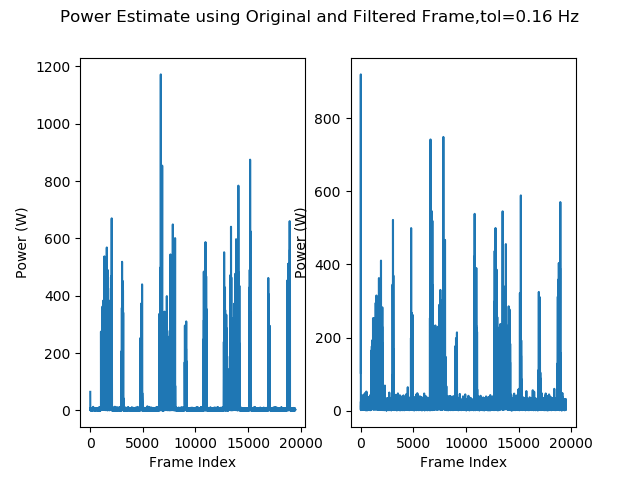 Power Estimate using Original and Filtered Frame,tol=0.16 Hz
1200
1000
800
600
400
200
0
Power (W)
0 5000 10000 15000 20000
Frame Index
800
600
400
200
0
Power (W)
0 5000 10000 15000 20000
Frame Index